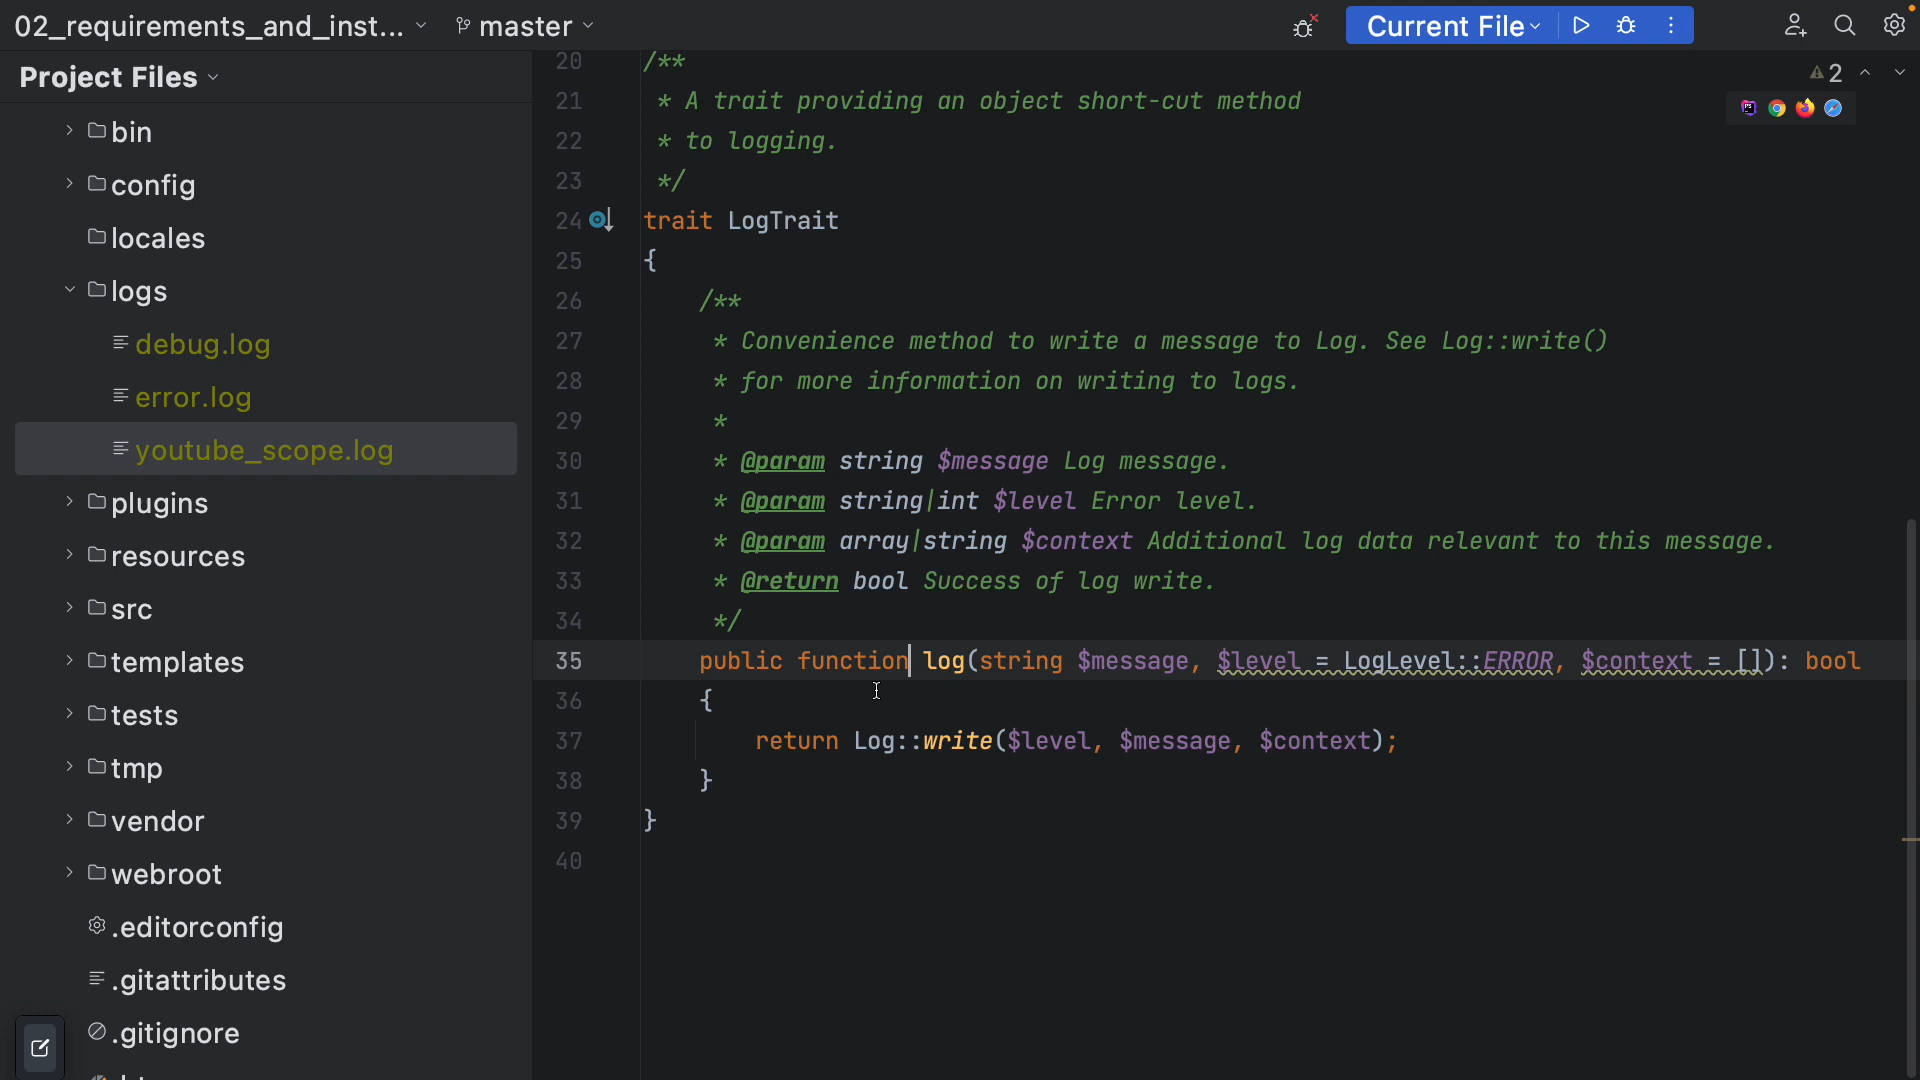 02_requirements_and_inst...
master
Current File
Project Files
2
bin
config
locales
logs
debug.log
error.log
youtube_scope.log
plugins
resources
src
templates
tests
tmp
vendor
webroot
.editorconfig
.gitattributes
.gitignore
20 /**
21 * A trait providing an object short-cut method
22 * to logging.
23 */
24 trait LogTrait
25 {
26 /**
27 * Convenience method to write a message to Log. See Log::write()
28 * for more information on writing to logs.
29 *
30 * @param string $message Log message.
31 * @param string|int $level Error level.
32 * @param array|string $context Additional log data relevant to this message.
33 * @return bool Success of log write.
34 */
35 public function log(string $message, $level = LogLevel::ERROR, $context = []): bool
36 {
37 return Log::write($level, $message, $context);
38 }
39 }
40